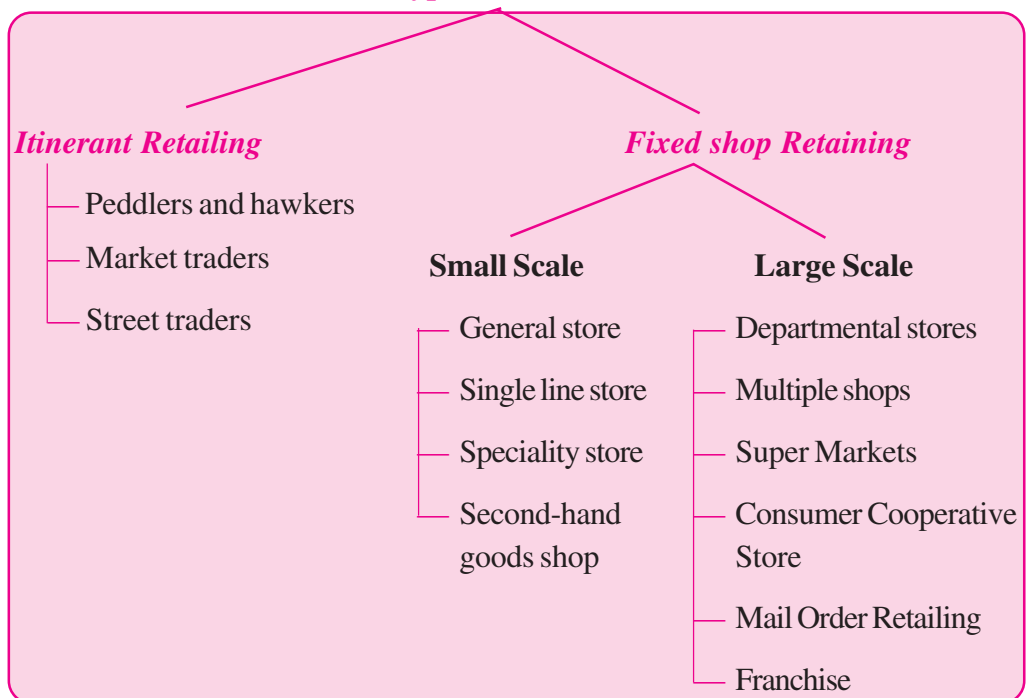 Itinerant Retailing
Peddlers and hawkers
Market traders
Street traders
Fixed shop Retaining
Small Scale
General store
Single line store
Speciality store
Second-hand
goods shop
Large Scale
Departmental stores
Multiple shops
Super Markets
Consumer Cooperative
Store
Mail Order Retailing
Franchise